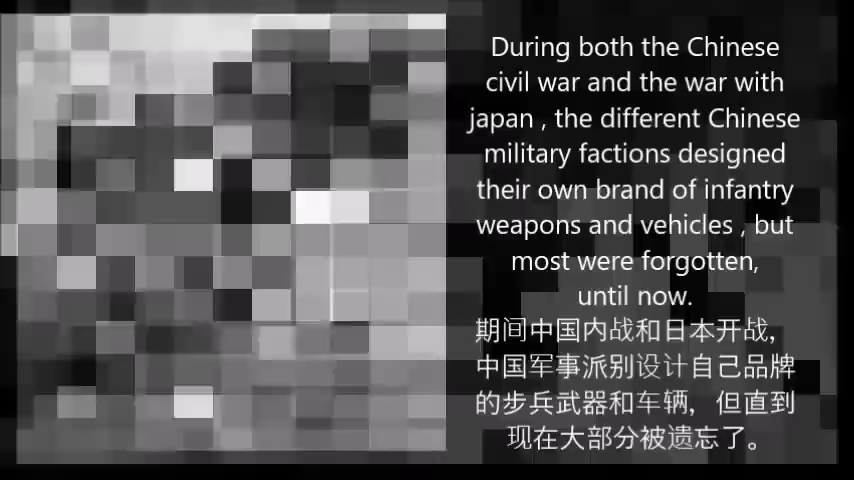 During both the Chinese
civil war and the war with
japan , the different Chinese
military factions designed
their own brand of infantry
weapons and vehicles , but
most were forgotten,
until now.
期间中国内战和日本开战，
中国军事派别设计自己品牌
的步兵武器和车辆，但直到
现在大部分被遗忘了。